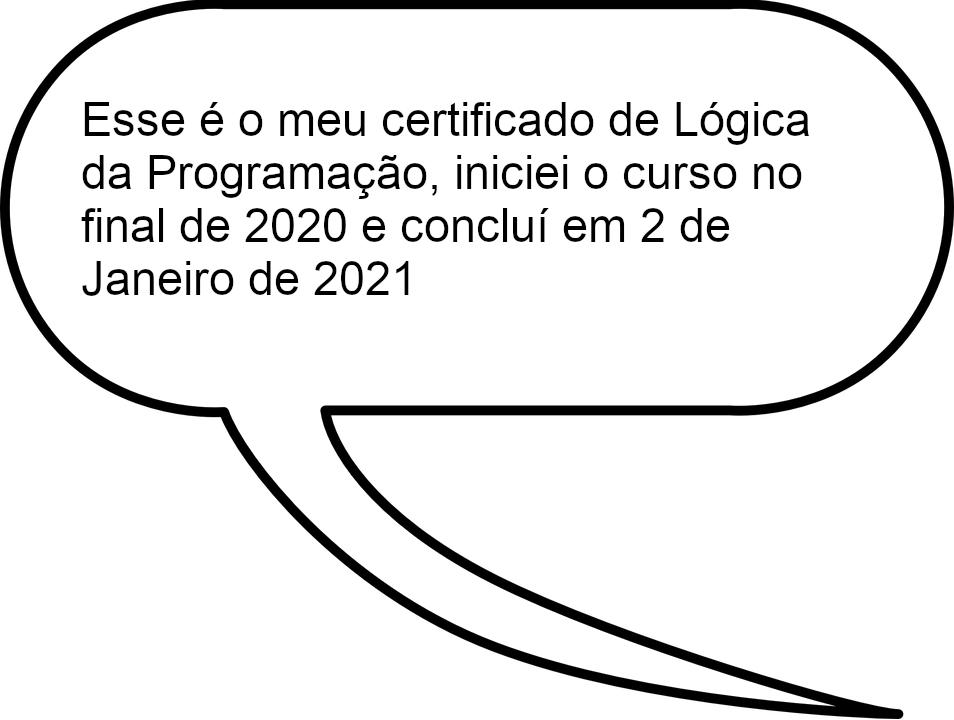 Esse é o meu certificado de Lógica
da Programação, iniciei o curso no
final de 2020 e concluí em 2 de
Janeiro de 2021